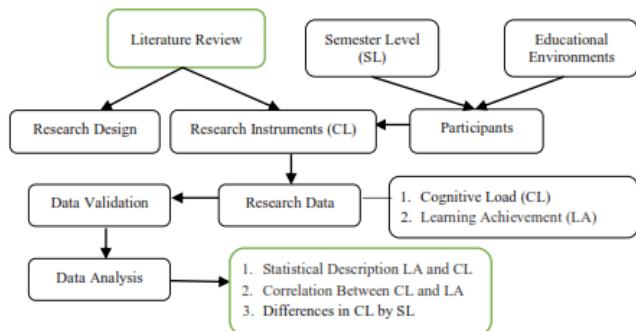 Literature Review
Semester Level
(SL)
Educational
Environments
Research Design
Research Instruments (CL)
Participants
Data Validation
Research Data
1. Cognitive Load (CL)
2. Learning Achievement (LA)
Data Analysis
1. Statistical Description LA and CL
2. Correlation Between CL and LA
3. Differences in CL by SL